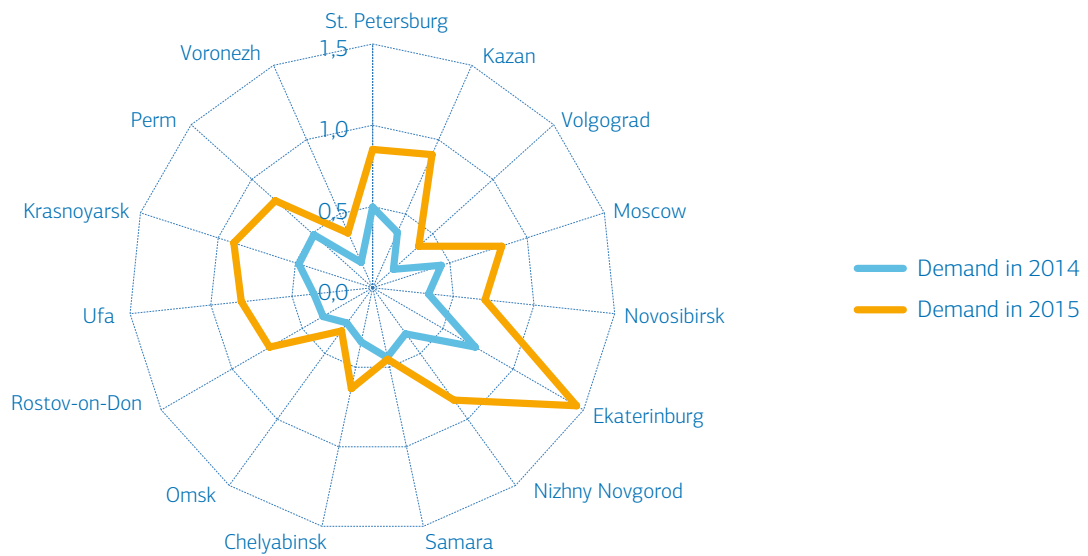 St. Petersburg
Kazan
Volgograd
Moscow
Novosibirsk
Ekaterinburg
Nizhny Novgorod
Samara
Chelyabinsk
Omsk
Rostov-on-Don
Ufa
Krasnoyarsk
Perm
Voronezh
1,5
1,0
0,5
0,0
Demand in 2014
Demand in 2015